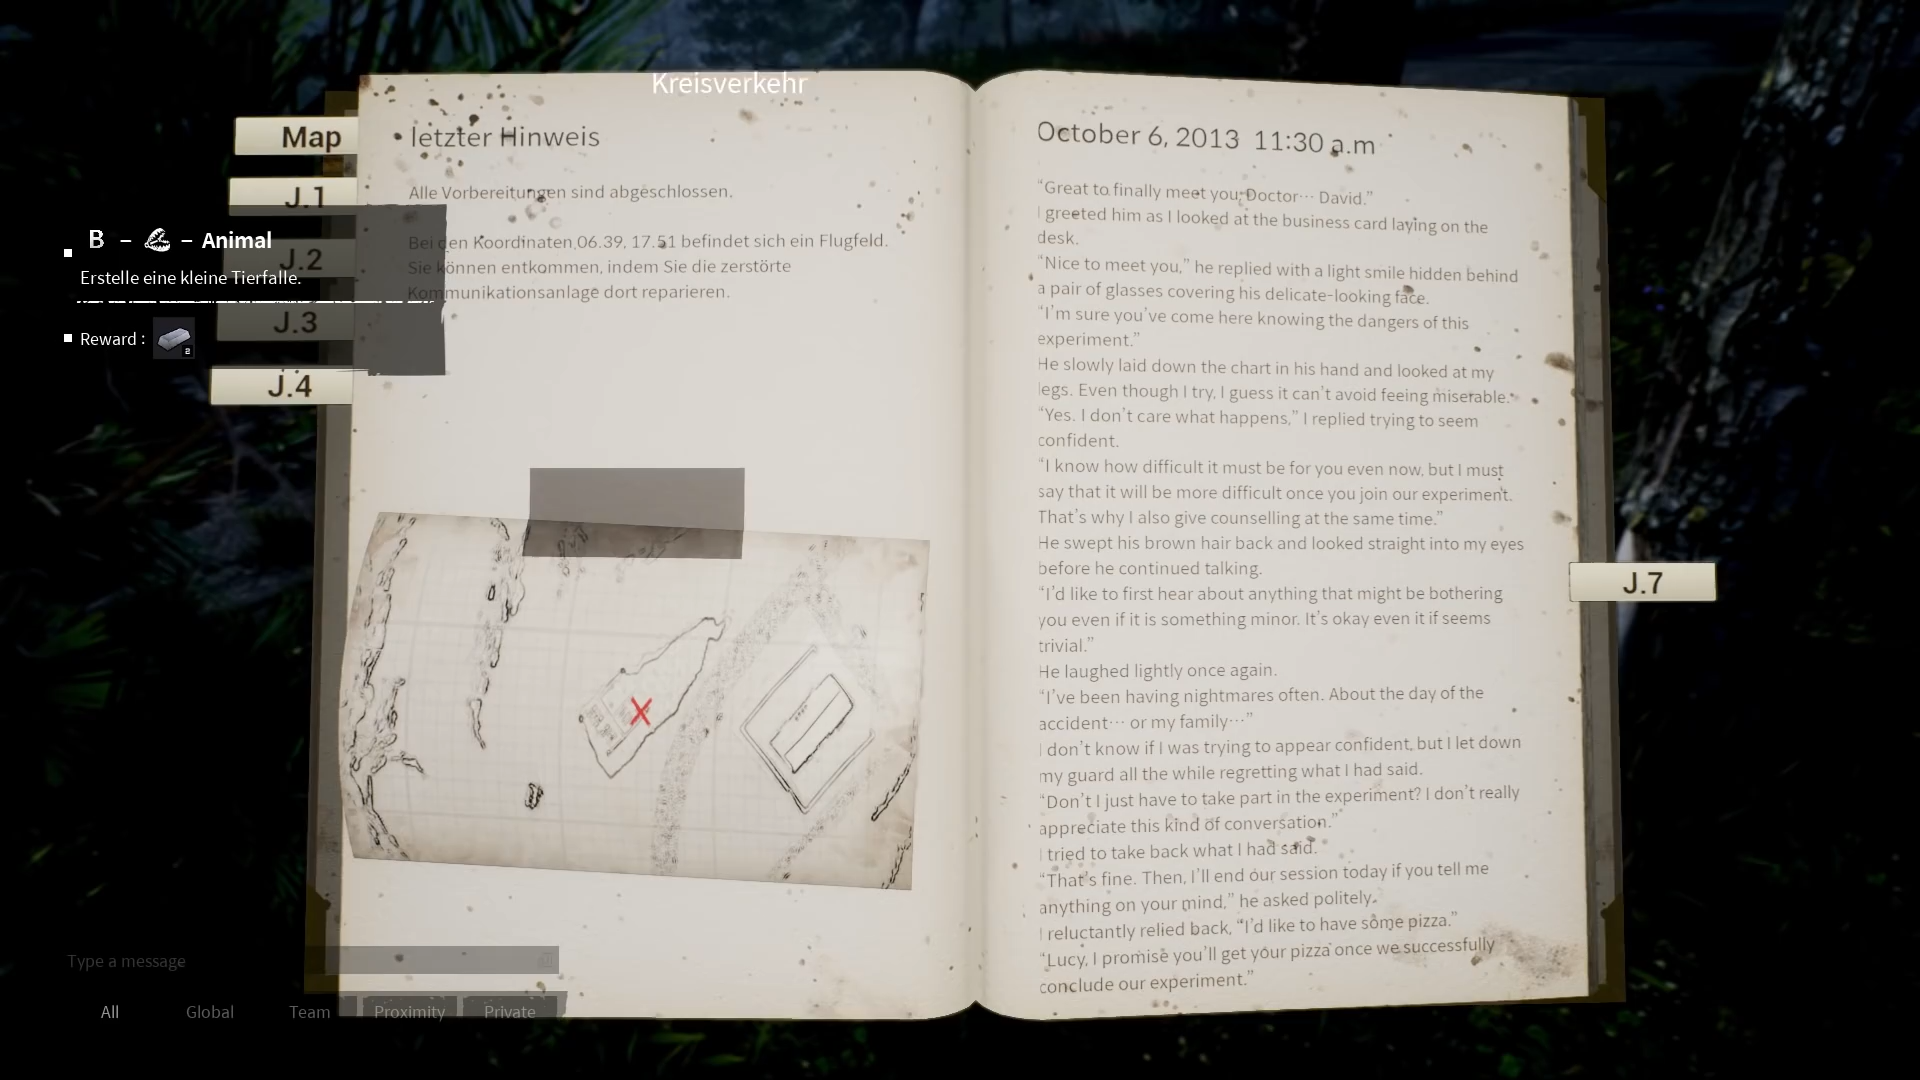 Kreisverkehr
Map
J.1
J.2
J.3
J.4
B - - Animal
Erstelle eine kleine Tierfalle.
Reward :
2
letzter Hinweis
Alle Vorbereitungen sind abgeschlossen.
Bei den Koordinaten 06.39, 17.51 befindet sich ein Flugfeld.
Sie können entkommen, indem Sie die zerstörte
Kommunikationsanlage dort reparieren.
October 6, 2013 11:30 a.m
“Great to finally meet you, Doctor··· David.”
I greeted him as I looked at the business card laying on the
desk.
“Nice to meet you,” he replied with a light smile hidden behind
a pair of glasses covering his delicate-looking face.
“I’m sure you’ve come here knowing the dangers of this
experiment.”
He slowly laid down the chart in his hand and looked at my
legs. Even though I try, I guess it can’t avoid feeing miserable.
“Yes. I don’t care what happens,” I replied trying to seem
confident.
“I know how difficult it must be for you even now, but I must
say that it will be more difficult once you join our experiment.
That’s why I also give counselling at the same time.”
He swept his brown hair back and looked straight into my eyes
before he continued talking.
“I’d like to first hear about anything that might be bothering
you even if it is something minor. It’s okay even it if seems
trivial.”
He laughed lightly once again.
“I’ve been having nightmares often. About the day of the
accident··· or my family···”
I don’t know if I was trying to appear confident, but I let down
my guard all the while regretting what I had said.
“Don’t I just have to take part in the experiment? I don’t really
appreciate this kind of conversation.”
I tried to take back what I had said.
“That’s fine. Then, I’ll end our session today if you tell me
anything on your mind,” he asked politely.
I reluctantly relied back, “I’d like to have some pizza.”
“Lucy, I promise you’ll get your pizza once we successfully
conclude our experiment.”
J.7
Type a message
All Global Team Proximity Private